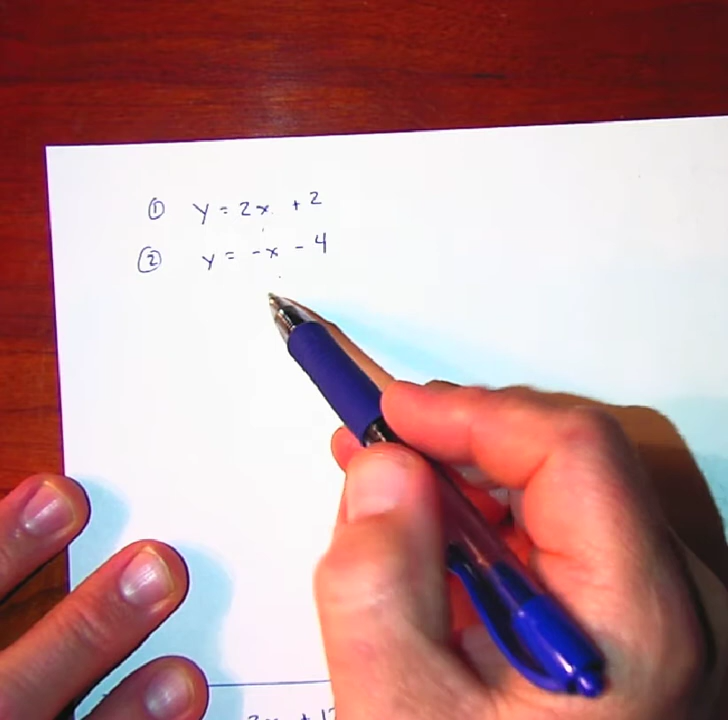 ① y = 2x + 2
② y = -x - 4